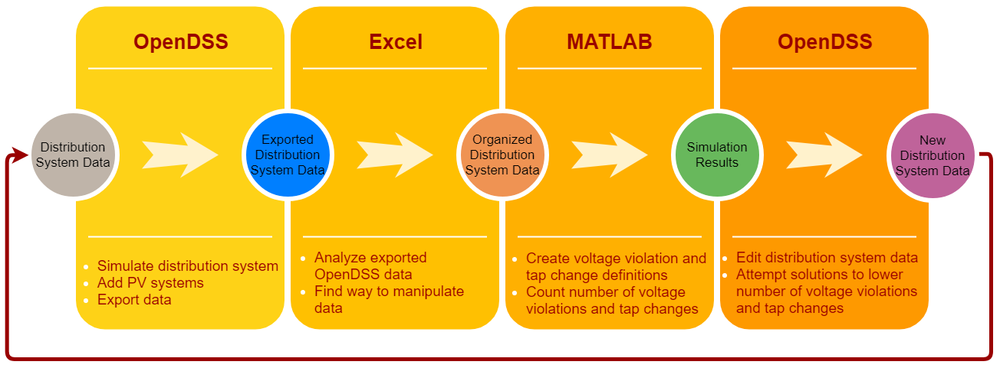 OpenDSS
Excel
MATLAB
OpenDSS
Distribution
System Data
Exported
Distribution
System Data
Organized
Distribution
System Data
Simulation
Results
New
Distribution
System Data
Simulate distribution system
Add PV systems
Export data
Analyze exported
OpenDSS data
Find way to manipulate
data
Create voltage violation and
tap change definitions
Count number of voltage
violations and tap changes
Edit distribution system data
Attempt solutions to lower
number of voltage violations
and tap changes